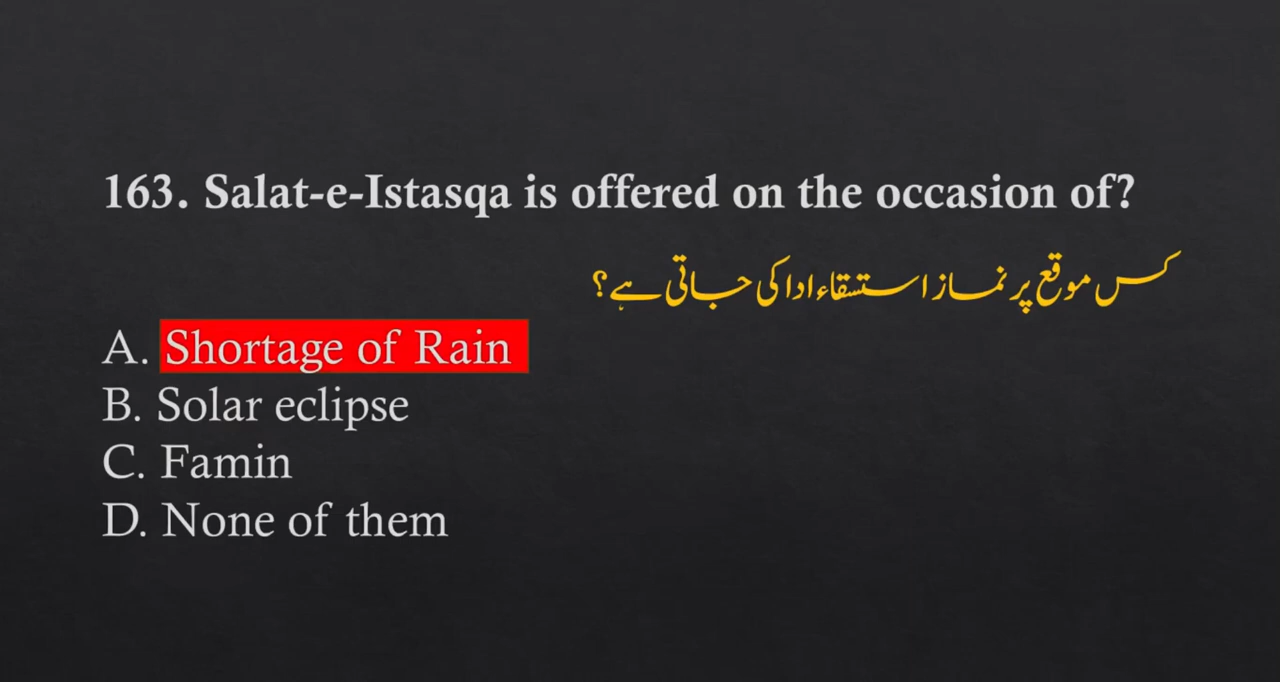 163. Salat-e-Istasqa is offered on the occasion of?
کس موقع پر نماز استسقاء ادا کی جاتی ہے؟
A. Shortage of Rain
B. Solar eclipse
C. Famin
D. None of them